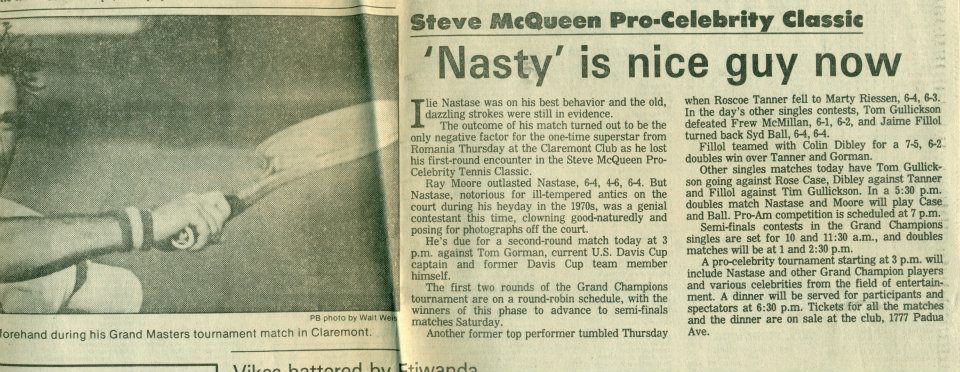 Steve McQueen Pro-Celebrity Classic
'Nasty' is nice guy now
Ilie Nastase was on his best behavior and the old,
dazzling strokes were still in evidence.
The outcome of his match turned out to be the
only negative factor for the one-time superstar from
Romania Thursday at the Claremont Club as he lost
his first-round encounter in the Steve McQueen Pro-
Celebrity Tennis Classic.
Ray Moore outlasted Nastase, 6-4, 4-6, 6-4. But
Nastase, notorious for ill-tempered antics on the
court during his heyday in the 1970s, was a genial
contestant this time, clowning good-naturedly and
posing for photographs off the court.
He's due for a second-round match today at 3
p.m. against Tom Gorman, current U.S. Davis Cup
captain and former Davis Cup team member
himself.
The first two rounds of the Grand Champions
tournament are on a round-robin schedule, with the
winners of this phase to advance to semi-finals
matches Saturday.
Another former top performer tumbled Thursday
when Roscoe Tanner fell to Marty Riessen, 6-4, 6-3.
In the day's other singles contests, Tom Gullickson
defeated Frew McMillan, 6-1, 6-2, and Jaime Fillol
turned back Syd Ball, 6-4, 6-4.
Fillol teamed with Colin Dibley for a 7-5, 6-2
doubles win over Tanner and Gorman.
Other singles matches today have Tom Gullick-
son going against Rose Case, Dibley against Tanner
and Fillol against Tim Gullickson. In a 5:30 p.m.
doubles match Nastase and Moore will play Case
and Ball. Pro-Am competition is scheduled at 7 p.m.
Semi-finals contests in the Grand Champions
singles are set for 10 and 11:30 a.m., and doubles
matches will be at 1 and 2:30 p.m.
A pro-celebrity tournament starting at 3 p.m. will
include Nastase and other Grand Champion players
and various celebrities from the field of entertain-
ment. A dinner will be served for participants and
spectators at 6:30 p.m. Tickets for all the matches
and the dinner are on sale at the club, 1777 Padua
Ave.
PB photo by Walt Weis
forehand during his Grand Masters tournament match in Claremont.
Vikes battered by Etiwanda